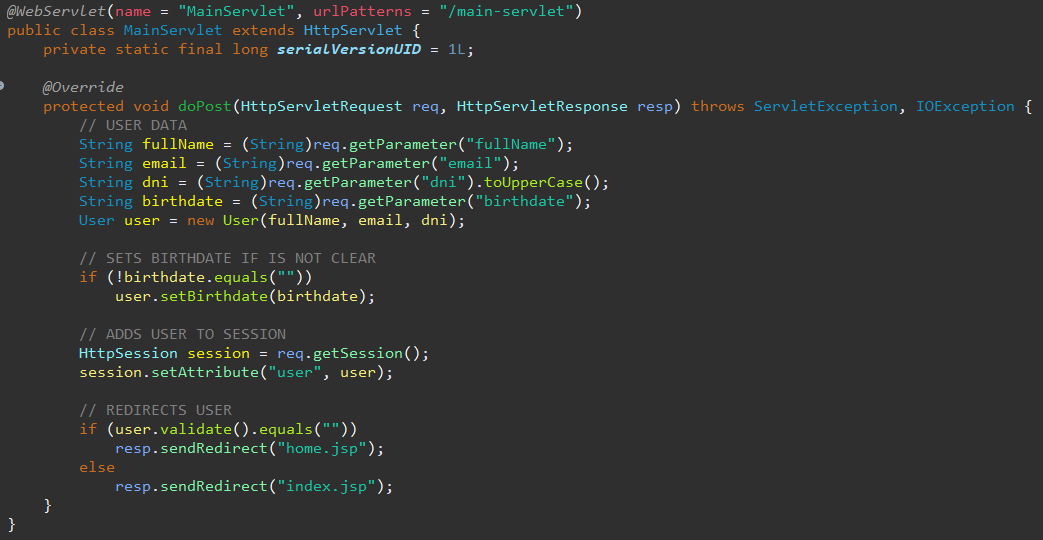 @WebServlet(name = "MainServlet", urlPatterns = "/main-servlet")
public class MainServlet extends HttpServlet {
    private static final long serialVersionUID = 1L;

    @Override
    protected void doPost(HttpServletRequest req, HttpServletResponse resp) throws ServletException, IOException {
        // USER DATA
        String fullName = (String)req.getParameter("fullName");
        String email = (String)req.getParameter("email");
        String dni = (String)req.getParameter("dni").toUpperCase();
        String birthdate = (String)req.getParameter("birthdate");
        User user = new User(fullName, email, dni);

        // SETS BIRTHDATE IF IS NOT CLEAR
        if (!birthdate.equals(""))
            user.setBirthdate(birthdate);

        // ADDS USER TO SESSION
        HttpSession session = req.getSession();
        session.setAttribute("user", user);

        // REDIRECTS USER
        if (user.validate().equals(""))
            resp.sendRedirect("home.jsp");
        else
            resp.sendRedirect("index.jsp");
    }
}